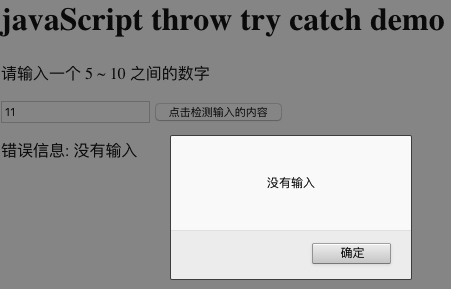 javaScript throw try catch demo
请输入一个 5 ~ 10 之间的数字
11 点击检测输入的内容
错误信息: 没有输入
没有输入
确定